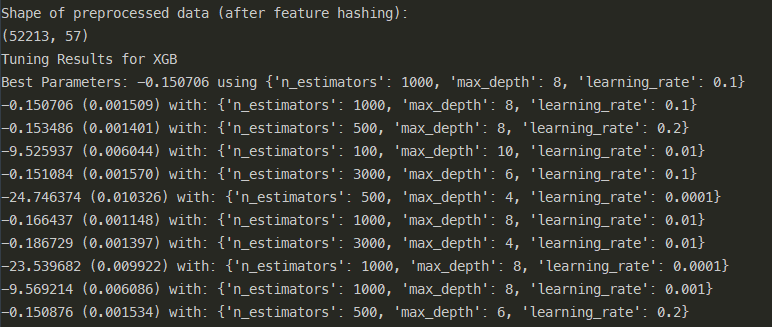 Shape of preprocessed data (after feature hashing):
(52213, 57)
Tuning Results for XGB
Best Parameters: −0.150706 using {'n_estimators': 1000, 'max_depth': 8, 'learning_rate': 0.1}
−0.150706 (0.001509) with: {'n_estimators': 1000, 'max_depth': 8, 'learning_rate': 0.1}
−0.153486 (0.001401) with: {'n_estimators': 500, 'max_depth': 8, 'learning_rate': 0.2}
−9.525937 (0.006044) with: {'n_estimators': 100, 'max_depth': 10, 'learning_rate': 0.01}
−0.151084 (0.001570) with: {'n_estimators': 3000, 'max_depth': 6, 'learning_rate': 0.1}
−24.746374 (0.010326) with: {'n_estimators': 500, 'max_depth': 4, 'learning_rate': 0.0001}
−0.166437 (0.001148) with: {'n_estimators': 1000, 'max_depth': 8, 'learning_rate': 0.01}
−0.186729 (0.001397) with: {'n_estimators': 3000, 'max_depth': 4, 'learning_rate': 0.01}
−23.539682 (0.009922) with: {'n_estimators': 1000, 'max_depth': 8, 'learning_rate': 0.0001}
−9.569214 (0.006086) with: {'n_estimators': 1000, 'max_depth': 8, 'learning_rate': 0.001}
−0.150876 (0.001534) with: {'n_estimators': 500, 'max_depth': 6, 'learning_rate': 0.2}